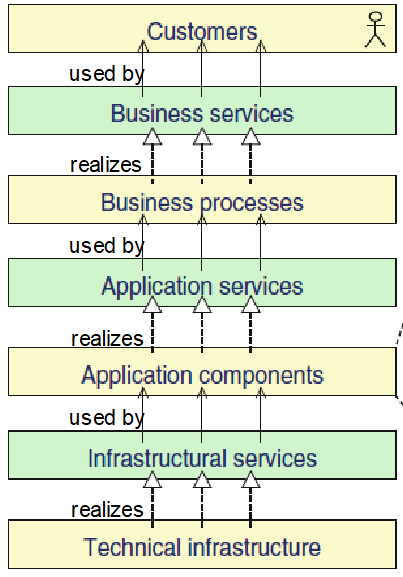 Customers
used by
Business services
realizes
Business processes
used by
Application services
realizes
Application components
used by
Infrastructural services
realizes
Technical infrastructure